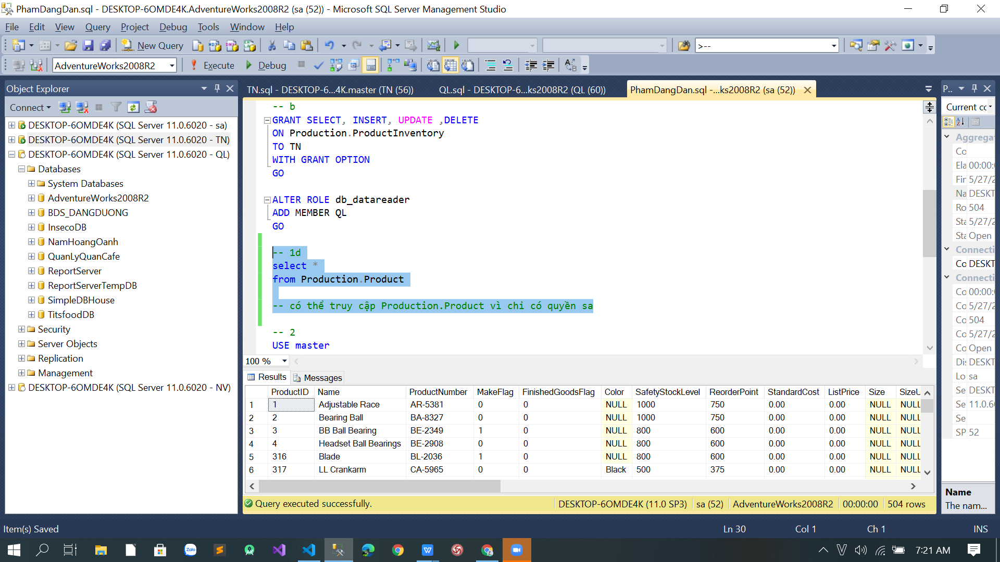 PhamDangDan.sql - DESKTOP-6OMDE4K.AdventureWorks2008R2 (sa (52)) - Microsoft SQL Server Management Studio
File Edit View Query Project Debug Tools Window Help
New Query >--
AdventureWorks2008R2 Execute Debug
Object Explorer
Connect
DESKTOP-6OMDE4K (SQL Server 11.0.6020 - sa)
DESKTOP-6OMDE4K (SQL Server 11.0.6020 - TN)
DESKTOP-6OMDE4K (SQL Server 11.0.6020 - QL)
Databases
System Databases
AdventureWorks2008R2
BDS_DANGDUONG
InsecoDB
NamHoangOanh
QuanLyQuanCafe
ReportServer
ReportServerTempDB
SimpleDBHouse
TitsfoodDB
Security
Server Objects
Replication
Management
DESKTOP-6OMDE4K (SQL Server 11.0.6020 - NV)
TN.sql - DESKTOP-6...4K.master (TN (56)) QL.sql - DESKTOP-6...ks2008R2 (QL (60)) PhamDangDan.sql -...ks2008R2 (sa (52))
-- b
GRANT SELECT, INSERT, UPDATE ,DELETE
ON Production.ProductInventory
TO TN
WITH GRANT OPTION
GO
ALTER ROLE db_datareader
ADD MEMBER QL
GO
-- 1d
select *
from Production.Product
-- có thể truy cập Production.Product vì chỉ có quyền sa
-- 2
USE master
100 %
Results Messages
ProductID Name ProductNumber MakeFlag FinishedGoodsFlag Color SafetyStockLevel ReorderPoint StandardCost ListPrice Size SizeU
1 1 Adjustable Race AR-5381 0 0 NULL 1000 750 0.00 0.00 NULL NULL
2 2 Bearing Ball BA-8327 0 0 NULL 1000 750 0.00 0.00 NULL NULL
3 3 BB Ball Bearing BE-2349 1 0 NULL 800 600 0.00 0.00 NULL NULL
4 4 Headset Ball Bearings BE-2908 0 0 NULL 800 600 0.00 0.00 NULL NULL
5 316 Blade BL-2036 1 0 NULL 800 600 0.00 0.00 NULL NULL
6 317 LL Crankarm CA-5965 0 0 Black 500 375 0.00 0.00 NULL NULL
Query executed successfully. DESKTOP-6OMDE4K (11.0 SP3) sa (52) AdventureWorks2008R2 00:00:00 504 rows
P..
Current cc
Aggrega
Co
Ela 00:00:
Fir 5/27/2
Na DESKT
Ro 504
Sta 5/27/2
Sta Open
Connecti
Co DESKT
Connecti
Co 00:00:
Co 5/27/2
Co 504
Co 5/27/2
Co Open
Dis DESKT
Lo sa
Se DESKT
Se 11.0.6
Se
SP 52
Name
The nam...
Item(s) Saved Ln 30 Col 1 Ch 1 INS
Zalo 7:21 AM